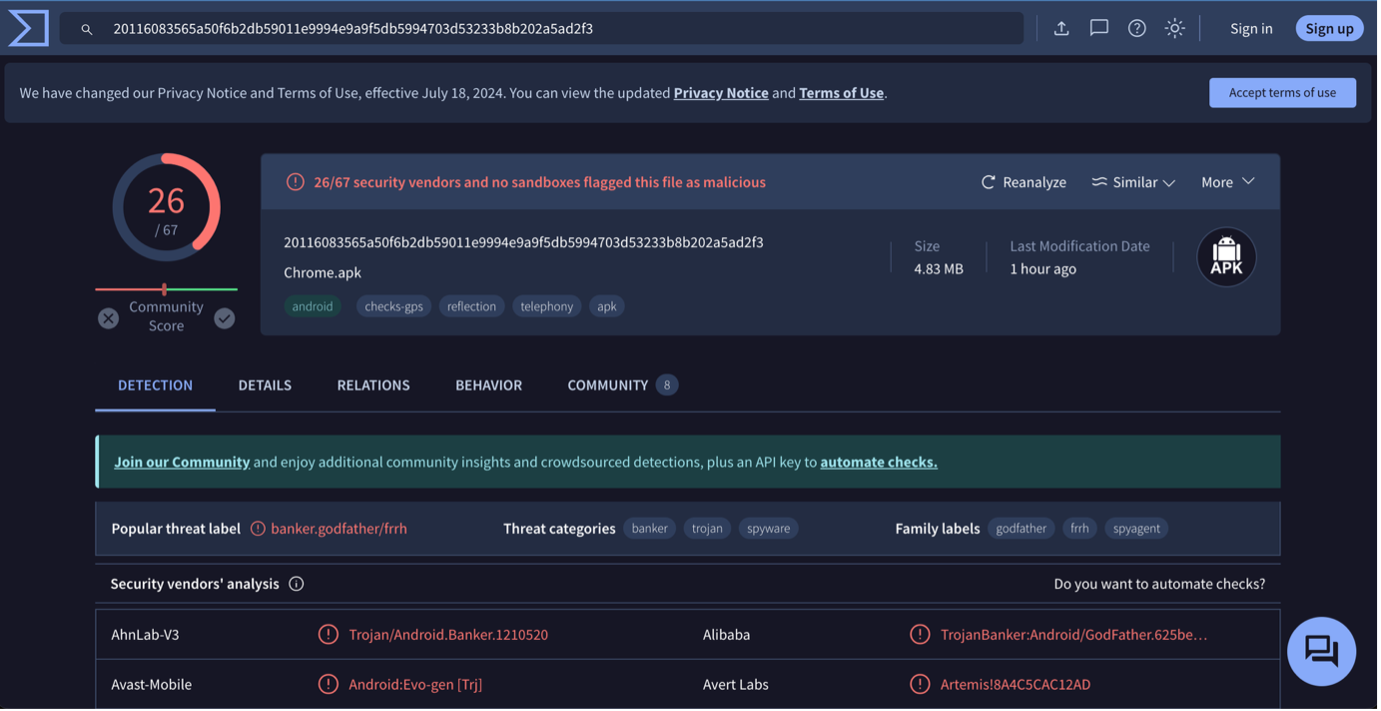 20116083565a50f6b2db59011e9994e9a9f5db5994703d53233b8b202a5ad2f3
Sign in
Sign up
We have changed our Privacy Notice and Terms of Use, effective July 18, 2024. You can view the updated Privacy Notice and Terms of Use.
Accept terms of use
26
/ 67
Community
Score
26/67 security vendors and no sandboxes flagged this file as malicious
Reanalyze
Similar
More
20116083565a50f6b2db59011e9994e9a9f5db5994703d53233b8b202a5ad2f3
Chrome.apk
android
checks-gps
reflection
telephony
apk
Size
4.83 MB
Last Modification Date
1 hour ago
APK
DETECTION
DETAILS
RELATIONS
BEHAVIOR
COMMUNITY 8
Join our Community and enjoy additional community insights and crowdsourced detections, plus an API key to automate checks.
Popular threat label banker.godfather/frrh
Threat categories banker trojan spyware
Family labels godfather frrh spyagent
Security vendors' analysis
Do you want to automate checks?
AhnLab-V3 Trojan/Android.Banker.1210520
Alibaba TrojanBanker:Android/GodFather.625be…
Avast-Mobile Android:Evo-gen [Trj]
Avert Labs Artemis!8A4C5CAC12AD